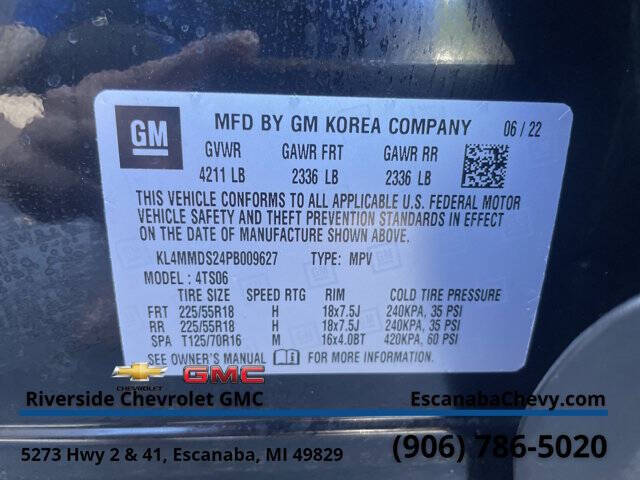 GM MFD BY GM KOREA COMPANY 06/22
GVWR GAWR FRT GAWR RR
4211 LB 2336 LB 2336 LB
THIS VEHICLE CONFORMS TO ALL APPLICABLE U.S. FEDERAL MOTOR
VEHICLE SAFETY AND THEFT PREVENTION STANDARDS IN EFFECT
ON THE DATE OF MANUFACTURE SHOWN ABOVE.
KL4MMDS24PB009627 TYPE: MPV
MODEL: 4TS06
TIRE SIZE SPEED RTG RIM COLD TIRE PRESSURE
FRT 225/55R18 H 18x7.5J 240KPA, 35 PSI
RR 225/55R18 H 18x7.5J 240KPA, 35 PSI
SPA T125/70R16 M 16x4.0BT 420KPA, 60 PSI
SEE OWNER'S MANUAL FOR MORE INFORMATION.
CHEVROLET GMC
Riverside Chevrolet GMC EscanabaChevy.com
5273 Hwy 2 & 41, Escanaba, MI 49829 (906) 786-5020